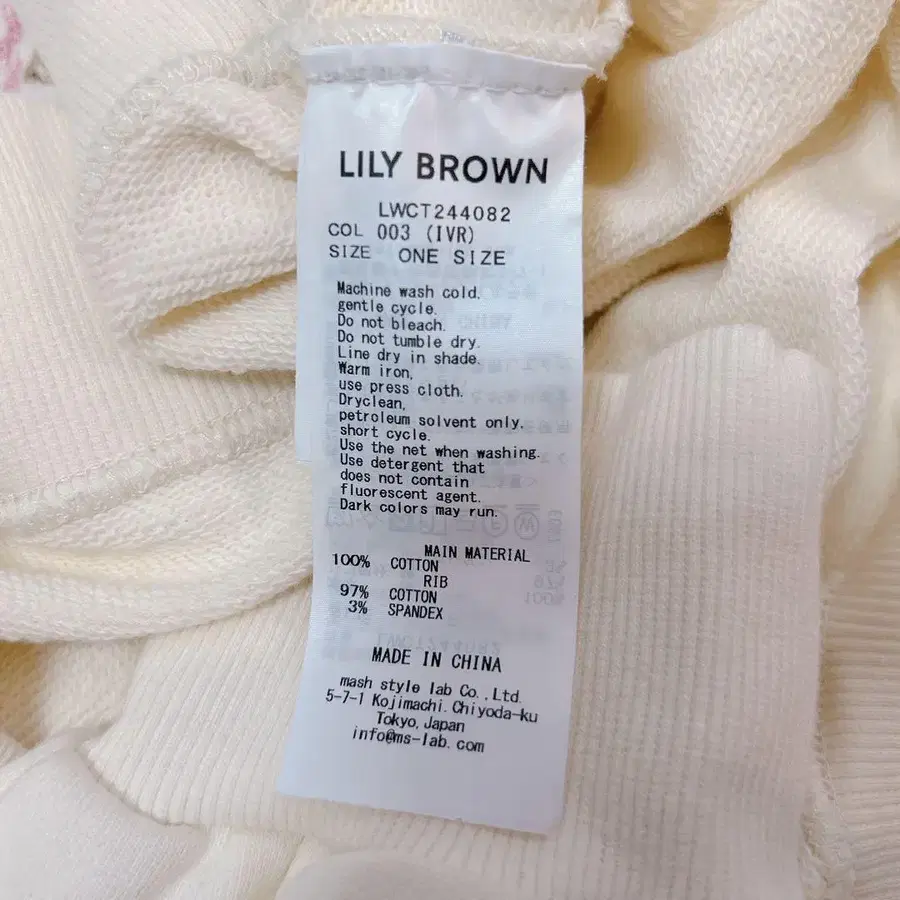 LILY BROWN
LWCT244082
COL 003 (IVR)
SIZE ONE SIZE
Machine wash cold.
gentle cycle.
Do not bleach.
Do not tumble dry.
Line dry in shade.
Warm iron,
use press cloth.
Dryclean,
petroleum solvent only.
short cycle.
Use the net when washing.
Use detergent that
does not contain
fluorescent agent.
Dark colors may run.
MAIN MATERIAL
100% COTTON
RIB
97% COTTON
3% SPANDEX
MADE IN CHINA
mash style lab Co.,Ltd.
5-7-1 Kojimachi.Chiyoda-ku
Tokyo,Japan
info@ms-lab.com